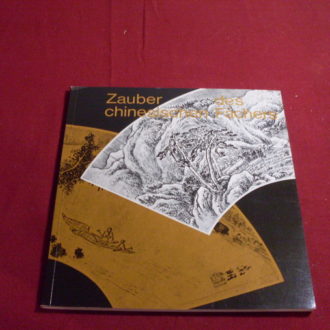 Zauber des
chinesischen Fächers